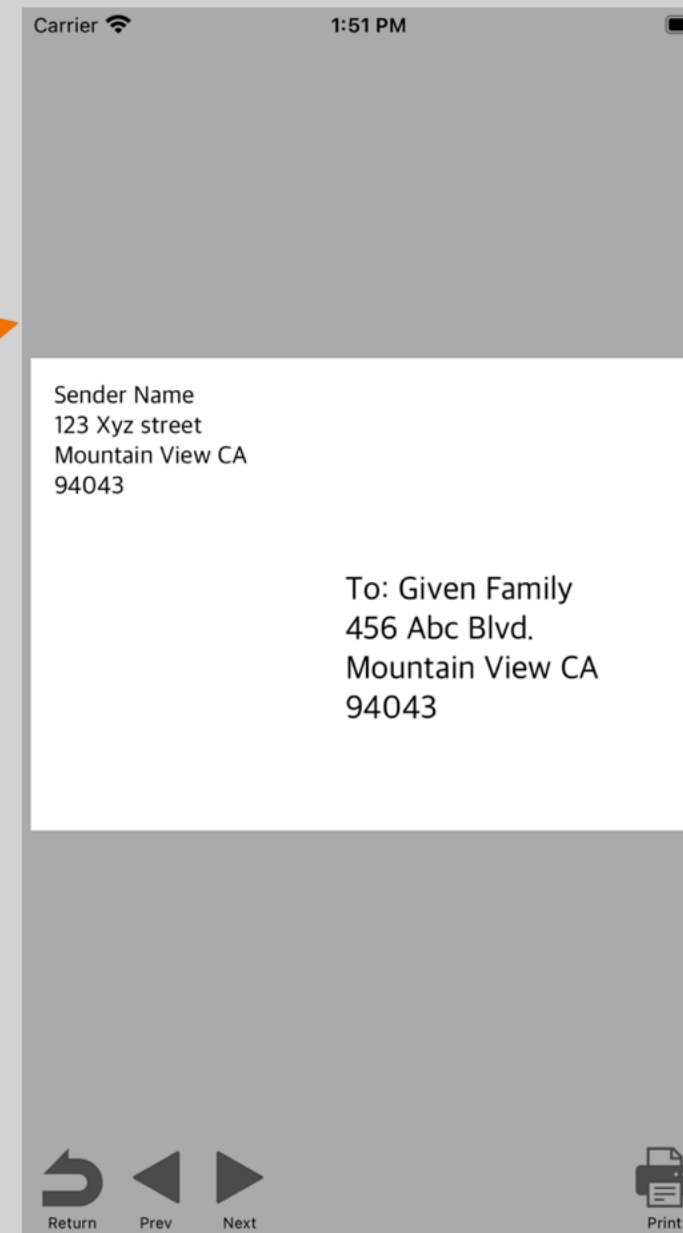 Carrier
1:51 PM
Sender Name
123 Xyz street
Mountain View CA
94043
To: Given Family
456 Abc Blvd.
Mountain View CA
94043
Return Prev Next Print